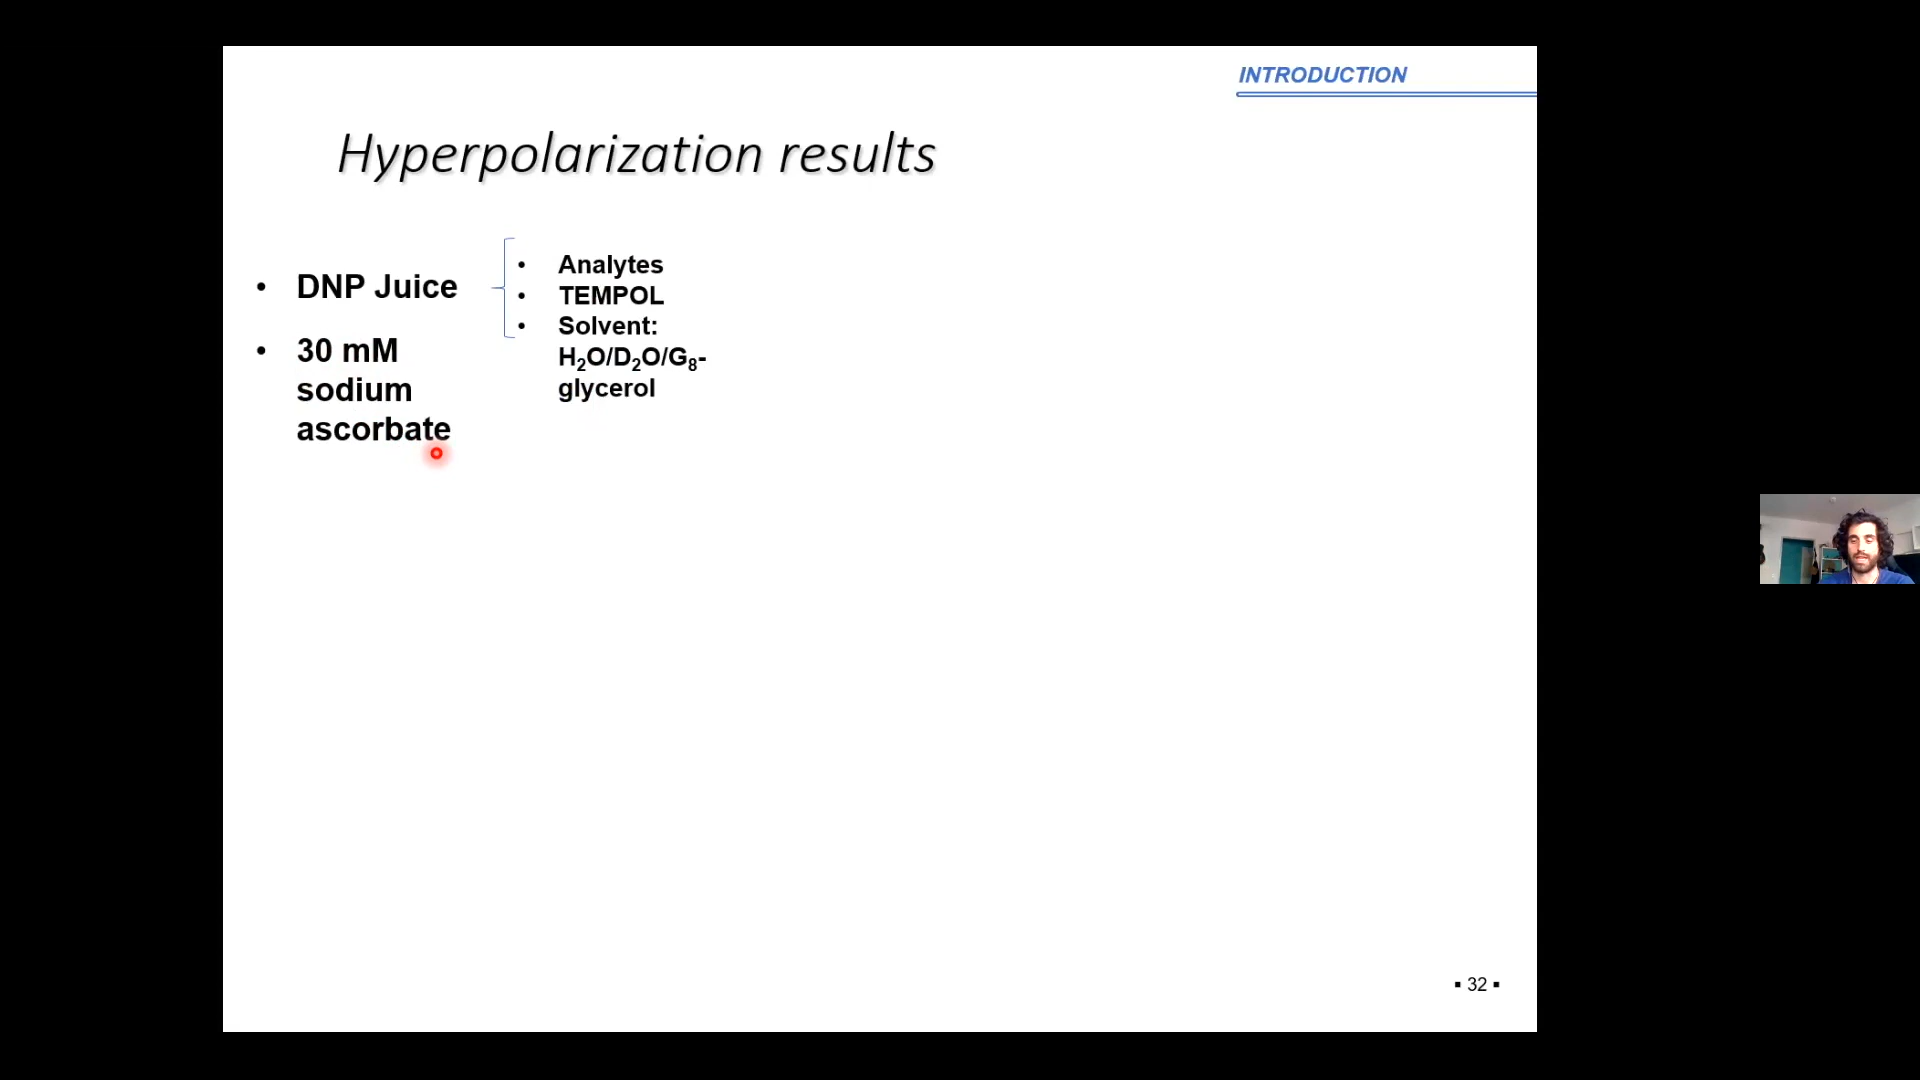 INTRODUCTION
Hyperpolarization results
• DNP Juice
• 30 mM
sodium
ascorbate
• Analytes
• TEMPOL
• Solvent:
H₂O/D₂O/G₈-
glycerol
▪ 32 ▪